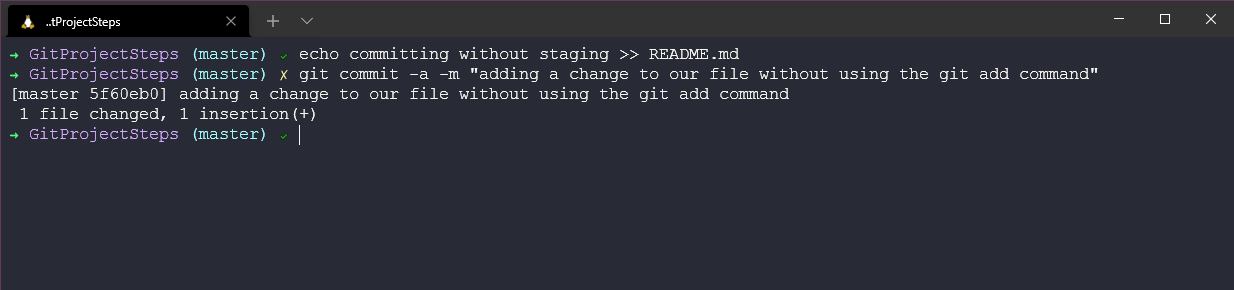 ..tProjectSteps
➜ GitProjectSteps (master) ✓ echo committing without staging >> README.md
➜ GitProjectSteps (master) ✗ git commit -a -m "adding a change to our file without using the git add command"
[master 5f60eb0] adding a change to our file without using the git add command
1 file changed, 1 insertion(+)
➜ GitProjectSteps (master) ✓